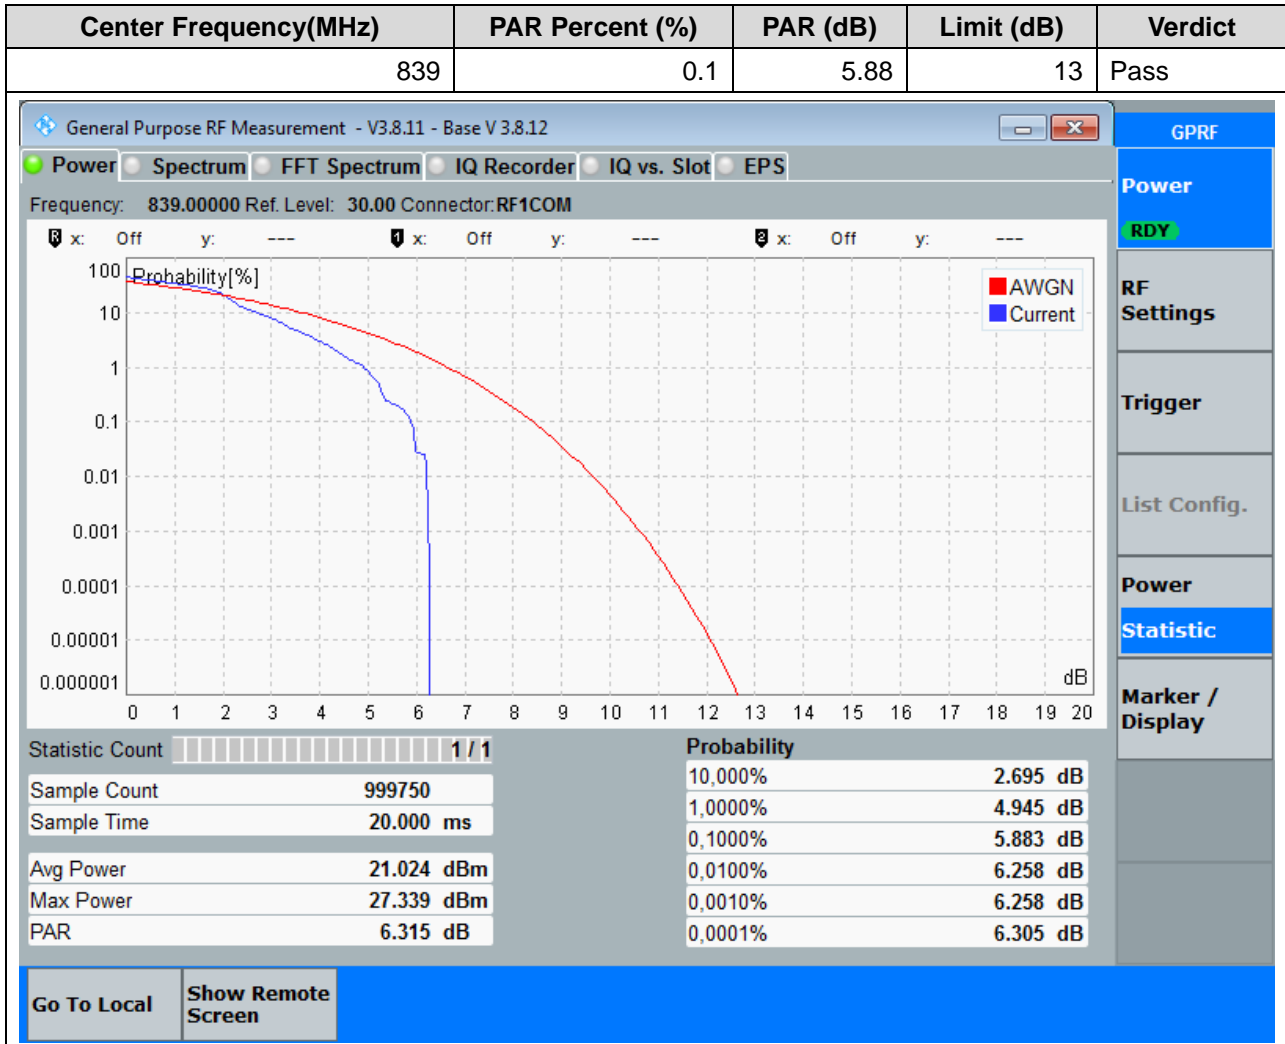 Center Frequency(MHz) PAR Percent (%) PAR (dB) Limit (dB) Verdict
839 0.1 5.88 13 Pass
General Purpose RF Measurement - V3.8.11 - Base V 3.8.12
GPRF
Power Spectrum FFT Spectrum IQ Recorder IQ vs. Slot EPS
Frequency: 839.00000 Ref. Level: 30.00 Connector:RF1COM
R x: Off y: --- 1 x: Off y: --- 2 x: Off y: ---
Probability[%]
AWGN
Current
100
10
1
0.1
0.01
0.001
0.0001
0.00001
0.000001
dB
0 1 2 3 4 5 6 7 8 9 10 11 12 13 14 15 16 17 18 19 20
Statistic Count 1 / 1
Sample Count 999750
Sample Time 20.000 ms
Avg Power 21.024 dBm
Max Power 27.339 dBm
PAR 6.315 dB
Probability
10,000% 2.695 dB
1,0000% 4.945 dB
0,1000% 5.883 dB
0,0100% 6.258 dB
0,0010% 6.258 dB
0,0001% 6.305 dB
Power
RDY
RF
Settings
Trigger
List Config.
Power
Statistic
Marker /
Display
Go To Local
Show Remote
Screen